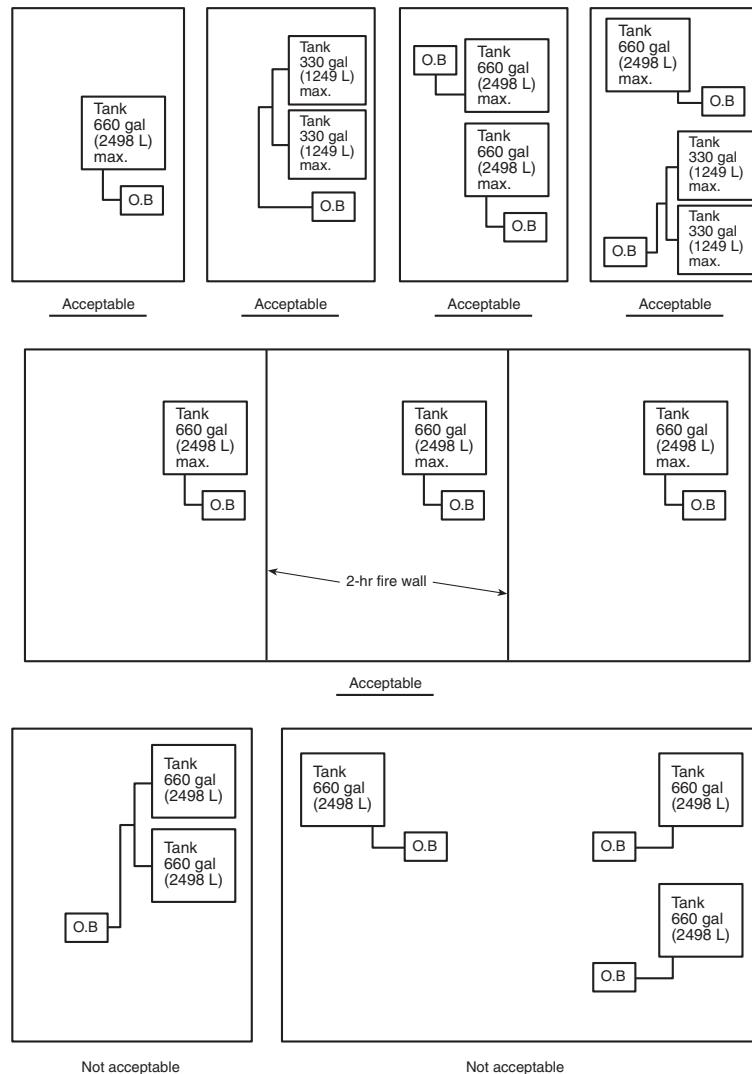 Tank
660 gal
(2498 L)
max.
O.B
Acceptable
Tank
330 gal
(1249 L)
max.
Tank
330 gal
(1249 L)
max.
O.B
Acceptable
O.B
Tank
660 gal
(2498 L)
max.
Tank
660 gal
(2498 L)
max.
O.B
Acceptable
Tank
660 gal
(2498 L)
max.
O.B
Tank
330 gal
(1249 L)
max.
Tank
330 gal
(1249 L)
max.
O.B
Acceptable
Tank
660 gal
(2498 L)
max.
O.B
Tank
660 gal
(2498 L)
max.
O.B
Tank
660 gal
(2498 L)
max.
O.B
2-hr fire wall
Acceptable
Tank
660 gal
(2498 L)
Tank
660 gal
(2498 L)
O.B
Not acceptable
Tank
660 gal
(2498 L)
O.B
Tank
660 gal
(2498 L)
O.B
Tank
660 gal
(2498 L)
O.B
Not acceptable